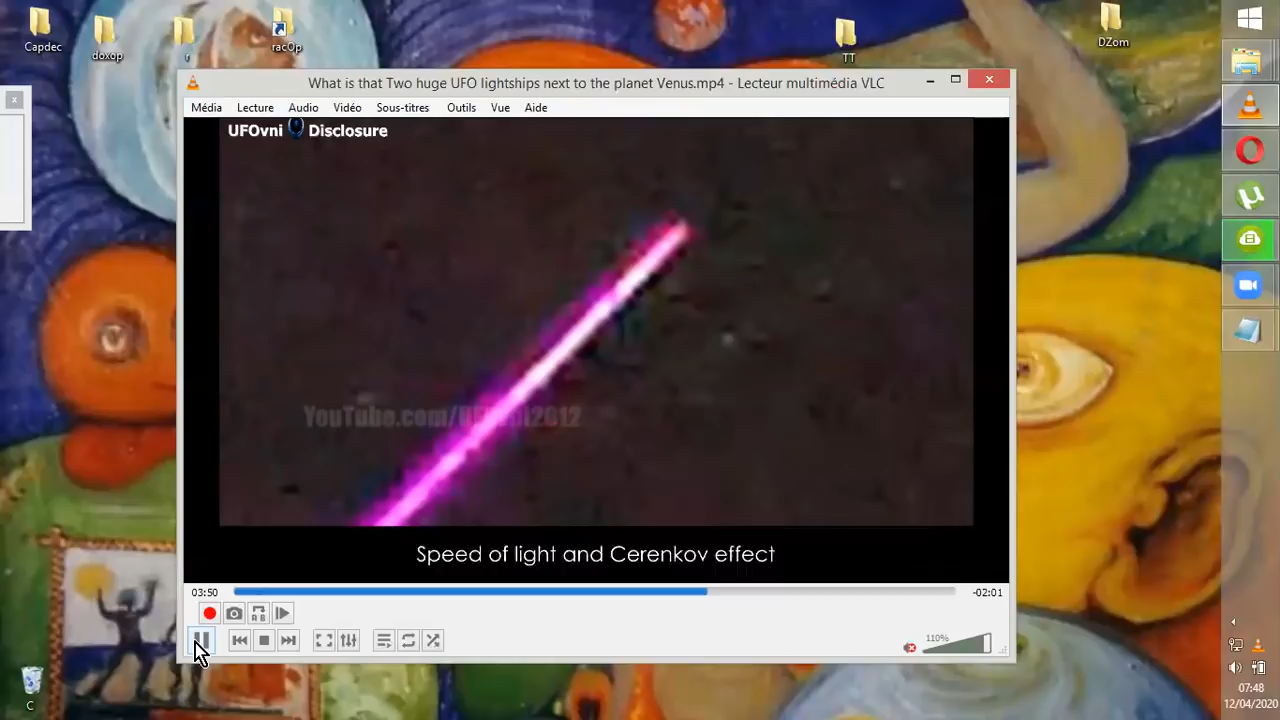 Capdec
doxop
r
racOp
TT
DZom
What is that Two huge UFO lightships next to the planet Venus.mp4 - Lecteur multimédia VLC
Média Lecture Audio Vidéo Sous-titres Outils Vue Aide
UFOvni Disclosure
Speed of light and Cerenkov effect
03:50
-02:01
A B
110%
C
07:48
12/04/2020